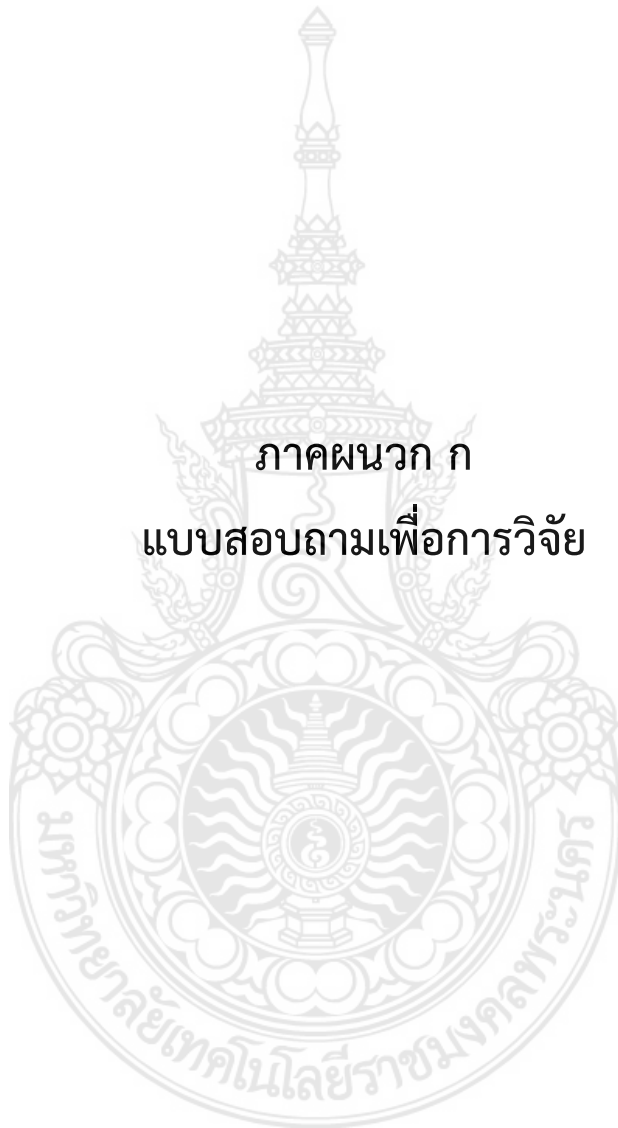 ภาคผนวก ก
แบบสอบถามเพื่อการวิจัย
มหาวิทยาลัยเทคโนโลยีราชมงคลพระนคร